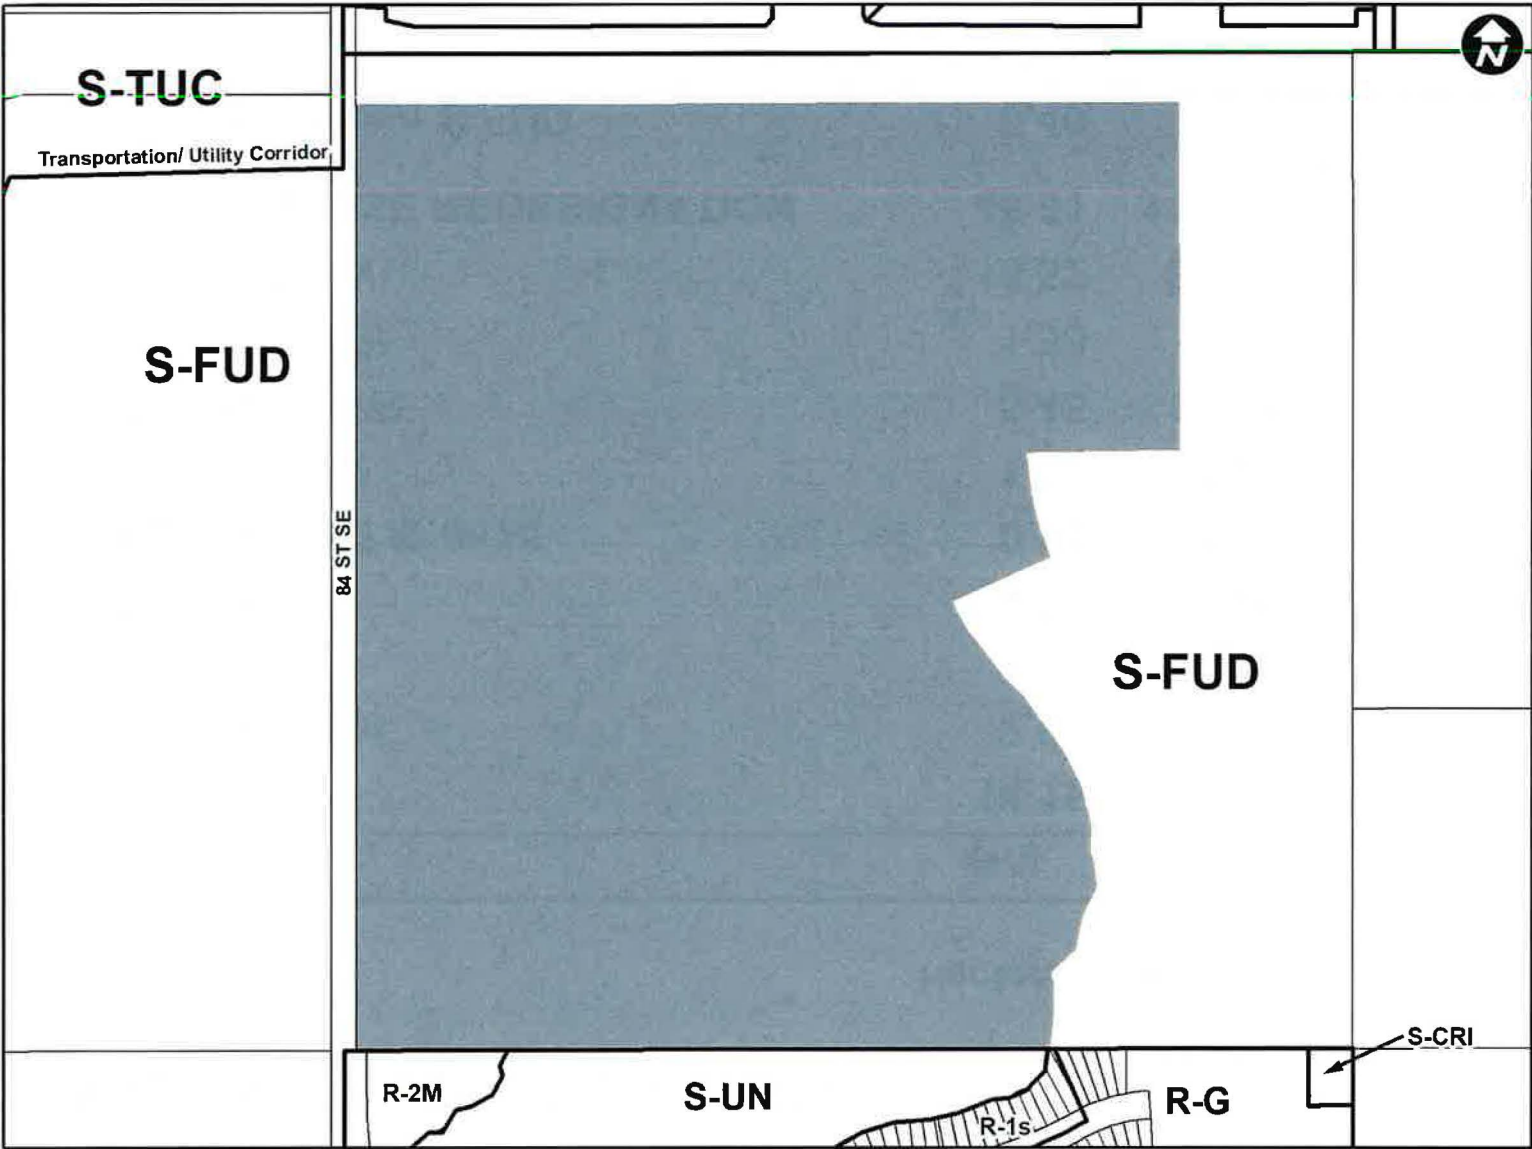 N
S-TUC
Transportation/ Utility Corridor
S-FUD
84 ST SE
S-FUD
S-CRI
R-2M
S-UN
R-1s
R-G